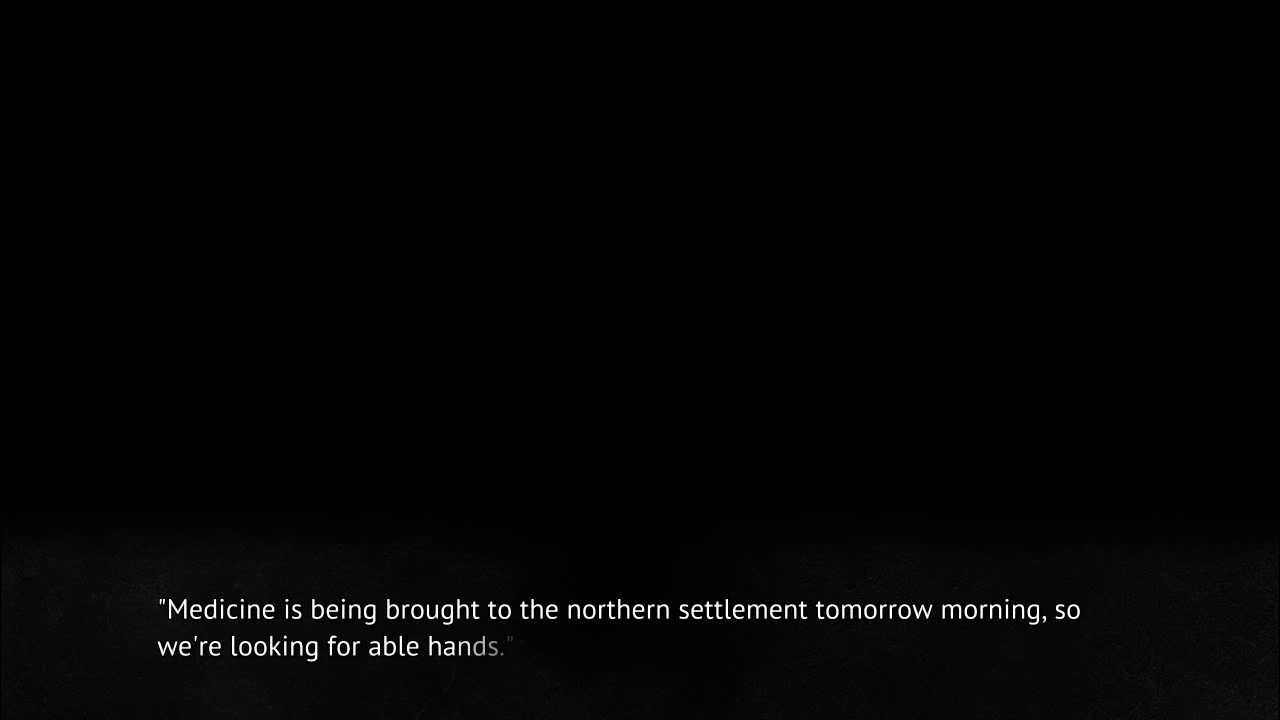 "Medicine is being brought to the northern settlement tomorrow morning, so
we're looking for able hands."